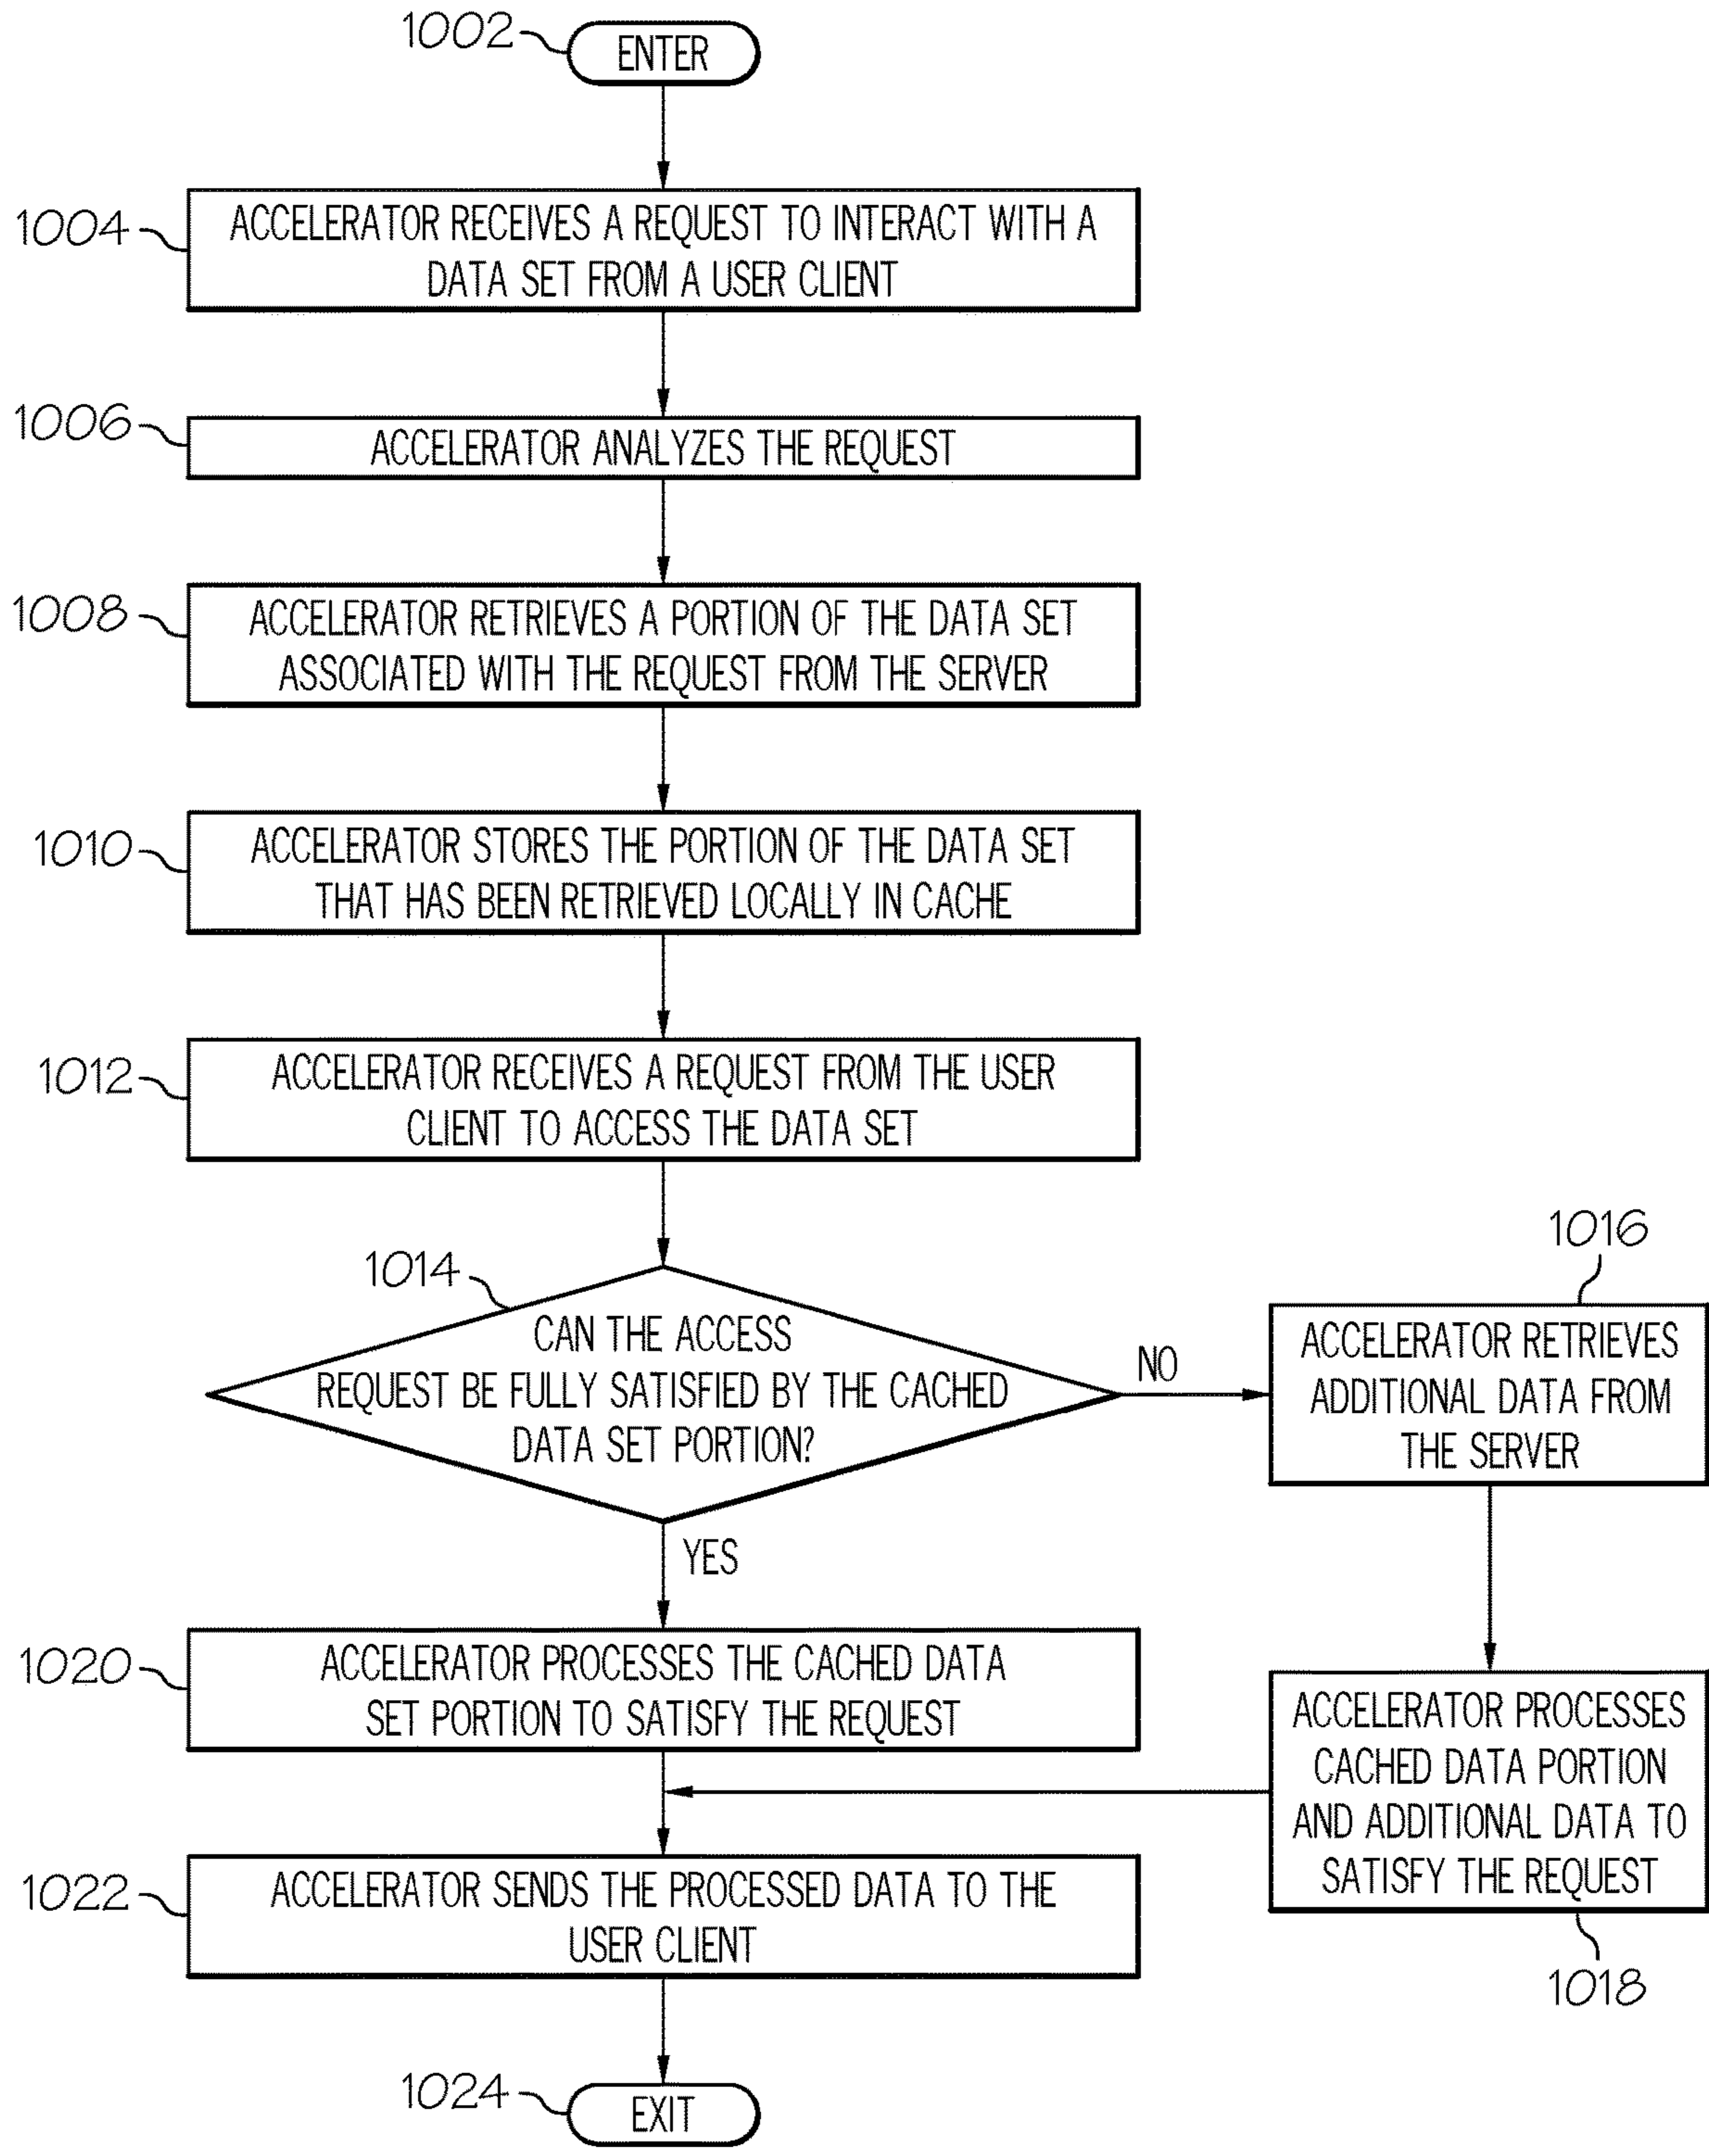 1002
ENTER
1004
ACCELERATOR RECEIVES A REQUEST TO INTERACT WITH A
DATA SET FROM A USER CLIENT
1006
ACCELERATOR ANALYZES THE REQUEST
1008
ACCELERATOR RETRIEVES A PORTION OF THE DATA SET
ASSOCIATED WITH THE REQUEST FROM THE SERVER
1010
ACCELERATOR STORES THE PORTION OF THE DATA SET
THAT HAS BEEN RETRIEVED LOCALLY IN CACHE
1012
ACCELERATOR RECEIVES A REQUEST FROM THE USER
CLIENT TO ACCESS THE DATA SET
1014
CAN THE ACCESS
REQUEST BE FULLY SATISFIED BY THE CACHED
DATA SET PORTION?
NO
1016
ACCELERATOR RETRIEVES
ADDITIONAL DATA FROM
THE SERVER
YES
1020
ACCELERATOR PROCESSES THE CACHED DATA
SET PORTION TO SATISFY THE REQUEST
ACCELERATOR PROCESSES
CACHED DATA PORTION
AND ADDITIONAL DATA TO
SATISFY THE REQUEST
1018
1022
ACCELERATOR SENDS THE PROCESSED DATA TO THE
USER CLIENT
1024
EXIT